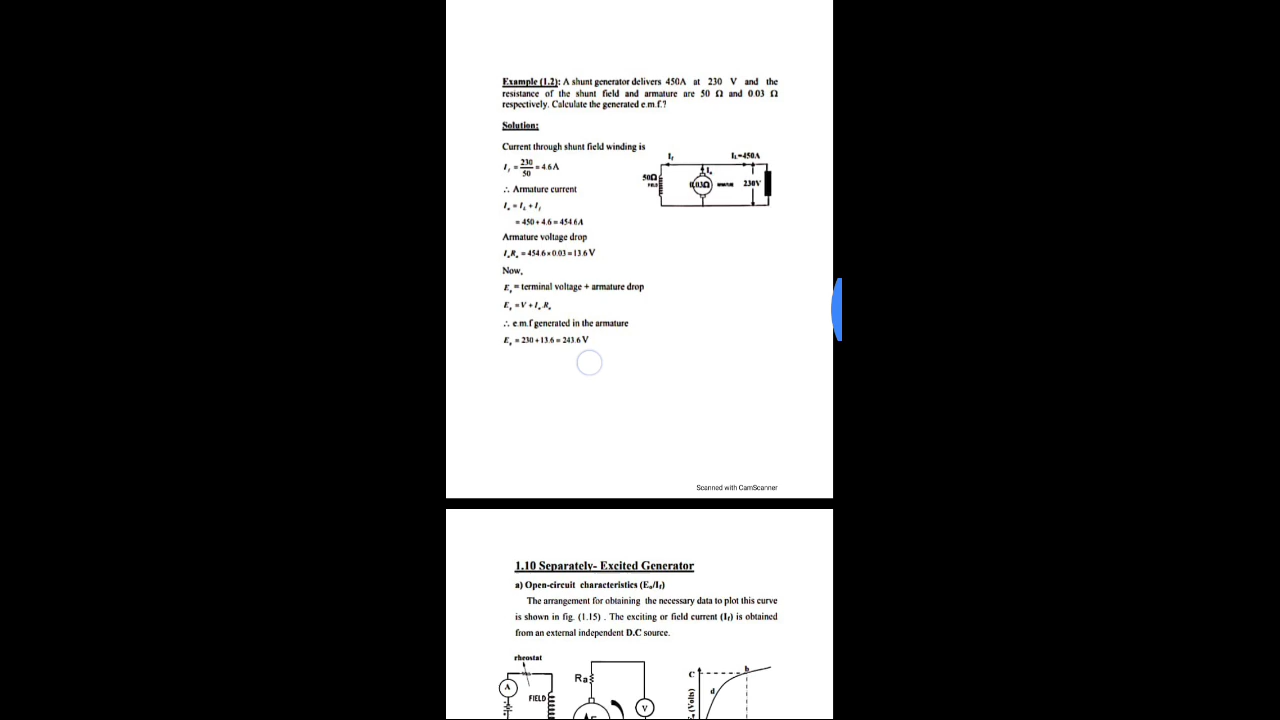 Example (1.2): A shunt generator delivers 450A at 230 V and the
resistance of the shunt field and armature are 50 Ω and 0.03 Ω
respectively. Calculate the generated e.m.f.?
Solution:
Current through shunt field winding is
I_f = 230/50 = 4.6 A
∴ Armature current
I_a = I_L + I_f
= 450 + 4.6 = 454.6 A
Armature voltage drop
I_a R_a = 454.6 × 0.03 = 13.6 V
Now,
E_g = terminal voltage + armature drop
E_g = V + I_a R_a
∴ e.m.f generated in the armature
E_g = 230 + 13.6 = 243.6 V
I_f
I_L=450A
I_a
50Ω
FIELD
0.03Ω
ARMATURE
230V
Scanned with CamScanner
1.10 Separately- Excited Generator
a) Open-circuit characteristics (E_o/I_f)
The arrangement for obtaining the necessary data to plot this curve
is shown in fig. (1.15) . The exciting or field current (I_f) is obtained
from an external independent D.C source.
rheostat
A
FIELD
Ra
V
C
b
d
(Volts)